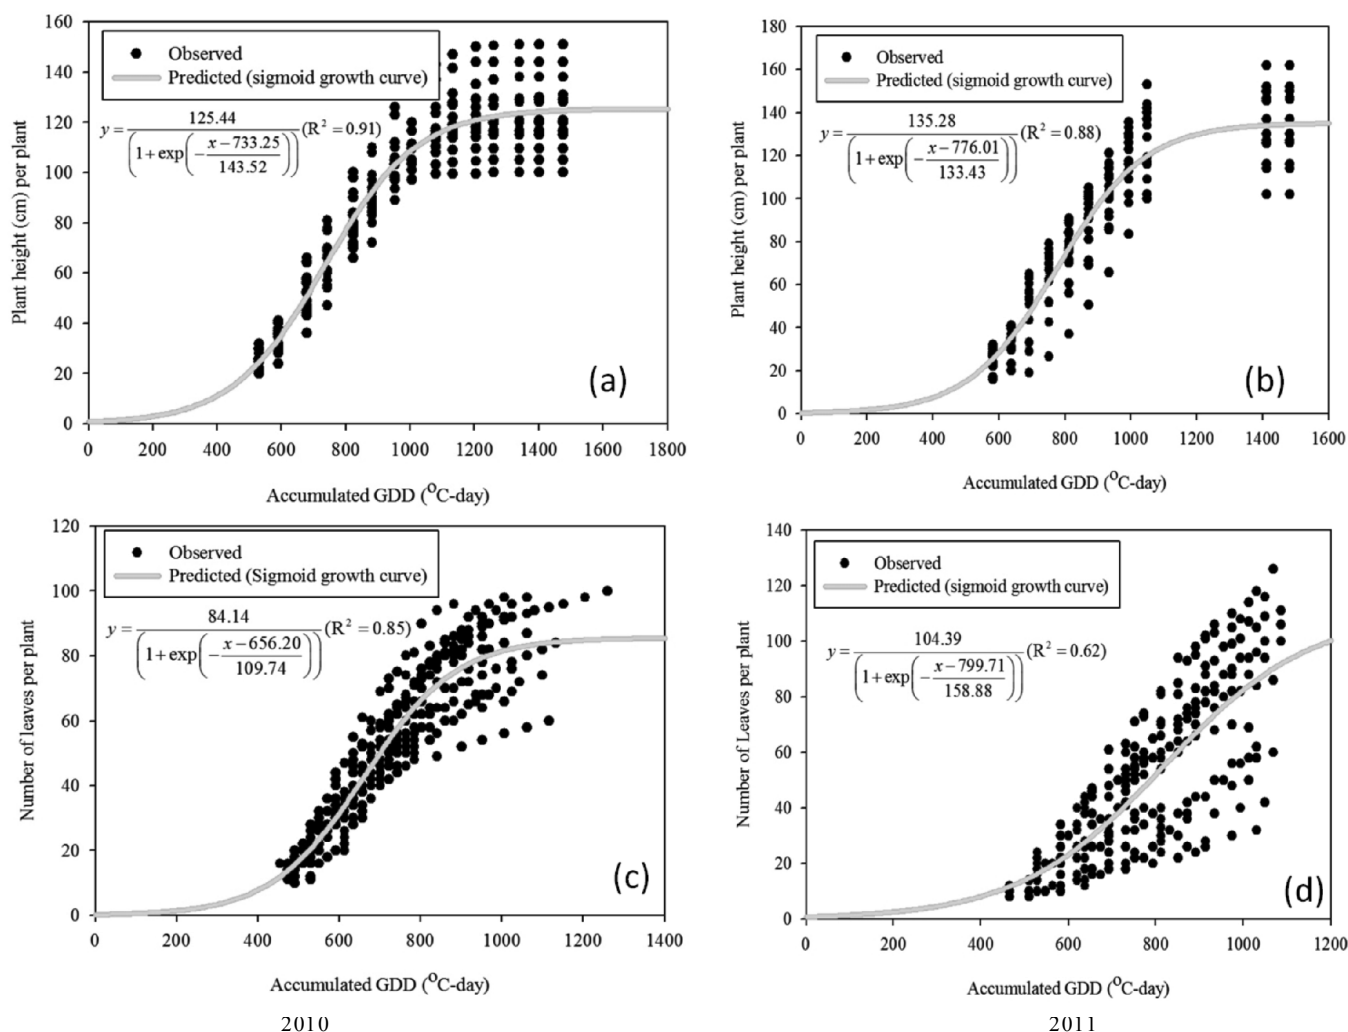 160
140
120
100
80
60
40
20
0
Plant height (cm) per plant
Observed
Predicted (sigmoid growth curve)
y = 125.44 / (1+exp(−(x−733.25)/143.52)) (R² = 0.91)
(a)
0 200 400 600 800 1000 1200 1400 1600 1800
Accumulated GDD (°C-day)
180
160
140
120
100
80
60
40
20
0
Plant height (cm) per plant
Observed
Predicted (sigmoid growth curve)
y = 135.28 / (1+exp(−(x−776.01)/133.43)) (R² = 0.88)
(b)
0 200 400 600 800 1000 1200 1400 1600
Accumulated GDD (°C-day)
120
100
80
60
40
20
0
Number of leaves per plant
Observed
Predicted (Sigmoid growth curve)
y = 84.14 / (1+exp(−(x−656.20)/109.74)) (R² = 0.85)
(c)
0 200 400 600 800 1000 1200 1400
Accumulated GDD (°C-day)
2010
140
120
100
80
60
40
20
0
Number of Leaves per plant
Observed
Predicted (sigmoid growth curve)
y = 104.39 / (1+exp(−(x−799.71)/158.88)) (R² = 0.62)
(d)
0 200 400 600 800 1000 1200
Accumulated GDD (°C-day)
2011